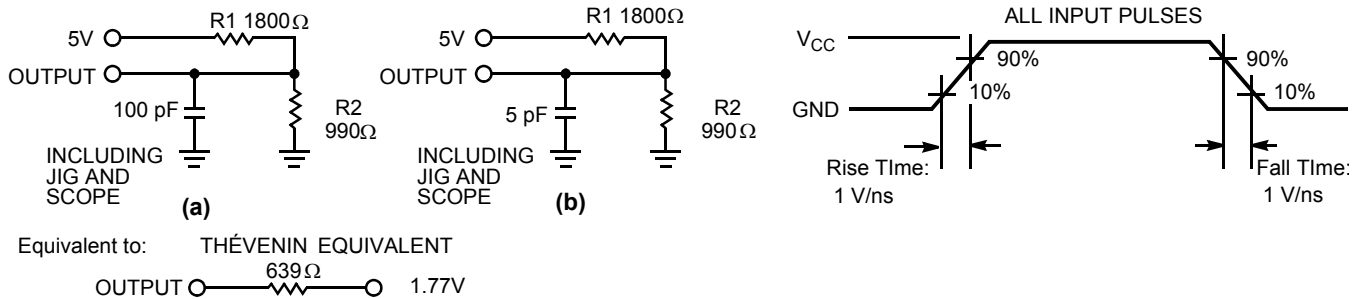 R1 1800Ω
5V
OUTPUT
100 pF
R2
990Ω
INCLUDING
JIG AND
SCOPE
(a)
R1 1800Ω
5V
OUTPUT
5 pF
R2
990Ω
INCLUDING
JIG AND
SCOPE
(b)
ALL INPUT PULSES
VCC
90%
10%
GND
90%
10%
Rise TIme:
1 V/ns
Fall TIme:
1 V/ns
Equivalent to: THÉVENIN EQUIVALENT
639Ω
OUTPUT 1.77V